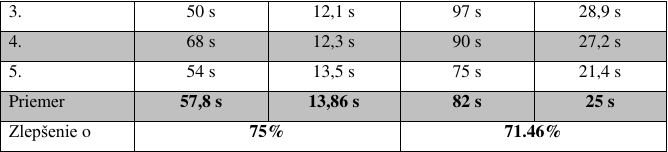 3. 50 s 12,1 s 97 s 28,9 s
4. 68 s 12,3 s 90 s 27,2 s
5. 54 s 13,5 s 75 s 21,4 s
Priemer 57,8 s 13,86 s 82 s 25 s
Zlepšenie o 75% 71.46%